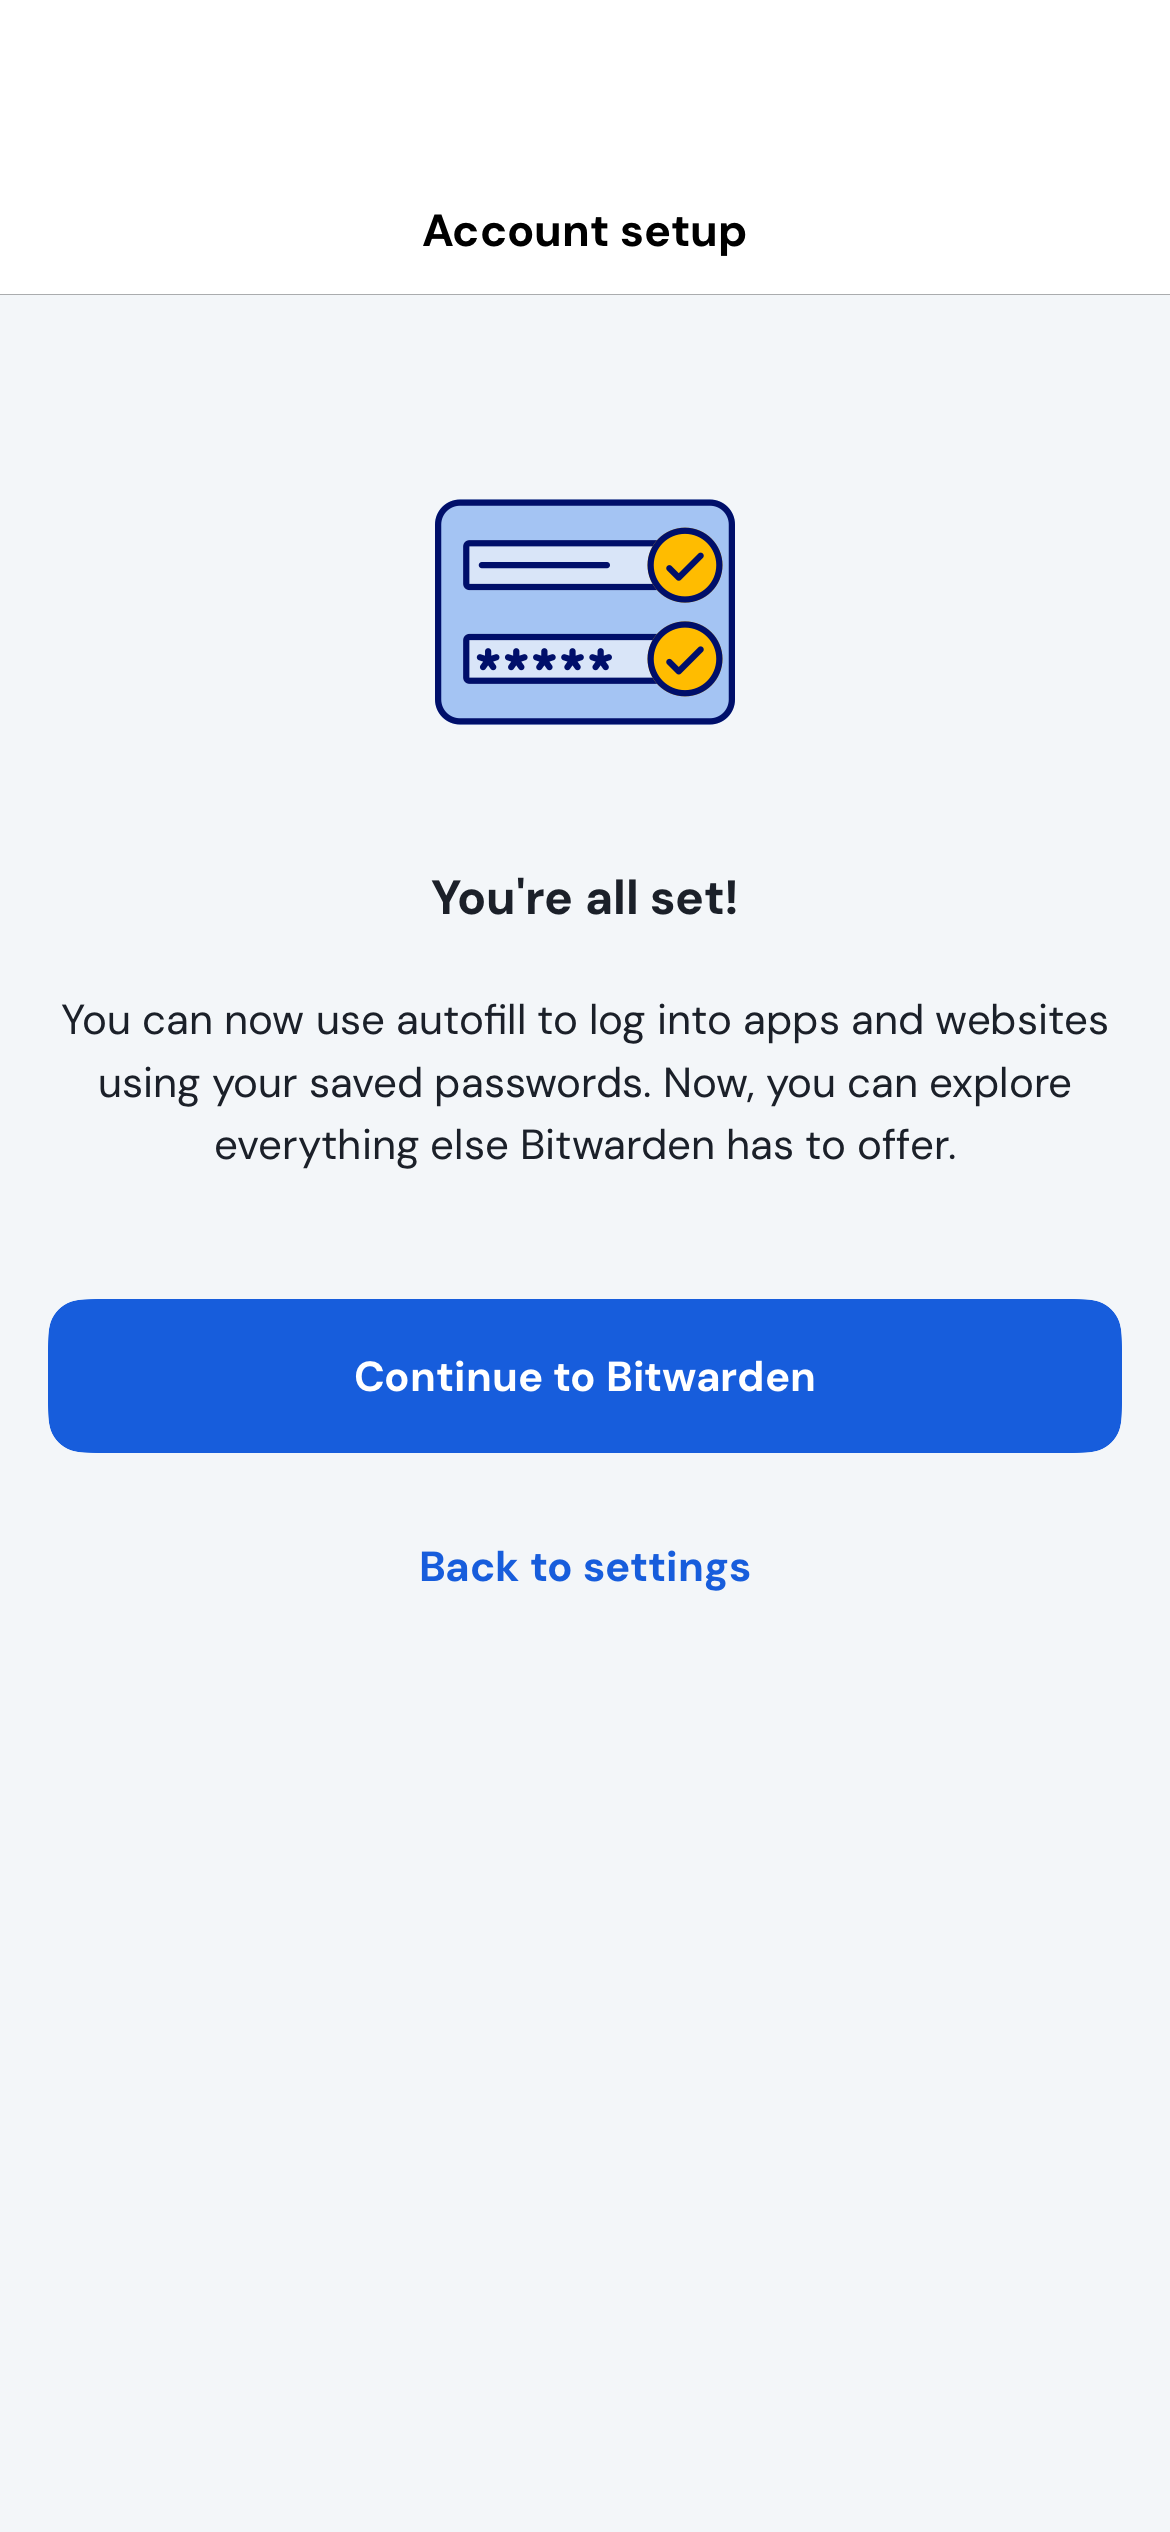 Account setup
*****
You're all set!
You can now use autofill to log into apps and websites
using your saved passwords. Now, you can explore
everything else Bitwarden has to offer.
Continue to Bitwarden
Back to settings